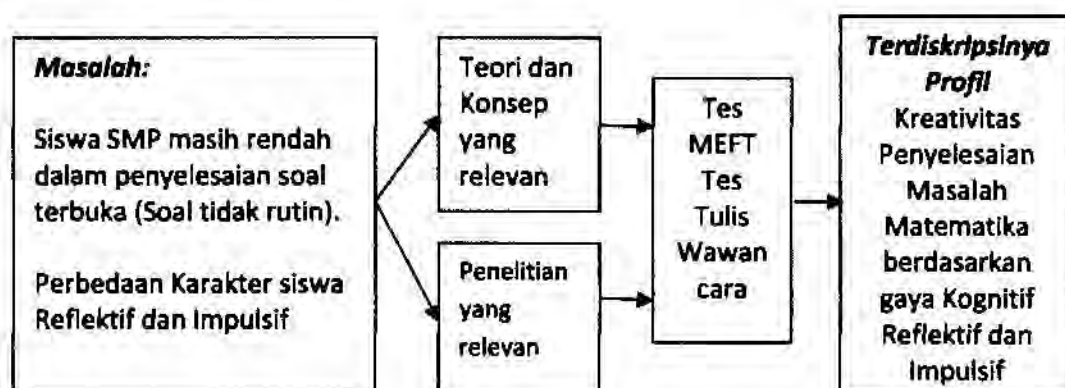 Masalah:
Siswa SMP masih rendah
dalam penyelesaian soal
terbuka (Soal tidak rutin).
Perbedaan Karakter siswa
Reflektif dan Impulsif
Teori dan
Konsep
yang
relevan
Penelitian
yang
relevan
Tes
MEFT
Tes
Tulis
Wawan
cara
Terdiskripsinya
Profil
Kreativitas
Penyelesaian
Masalah
Matematika
berdasarkan
gaya Kognitif
Reflektif dan
Impulsif